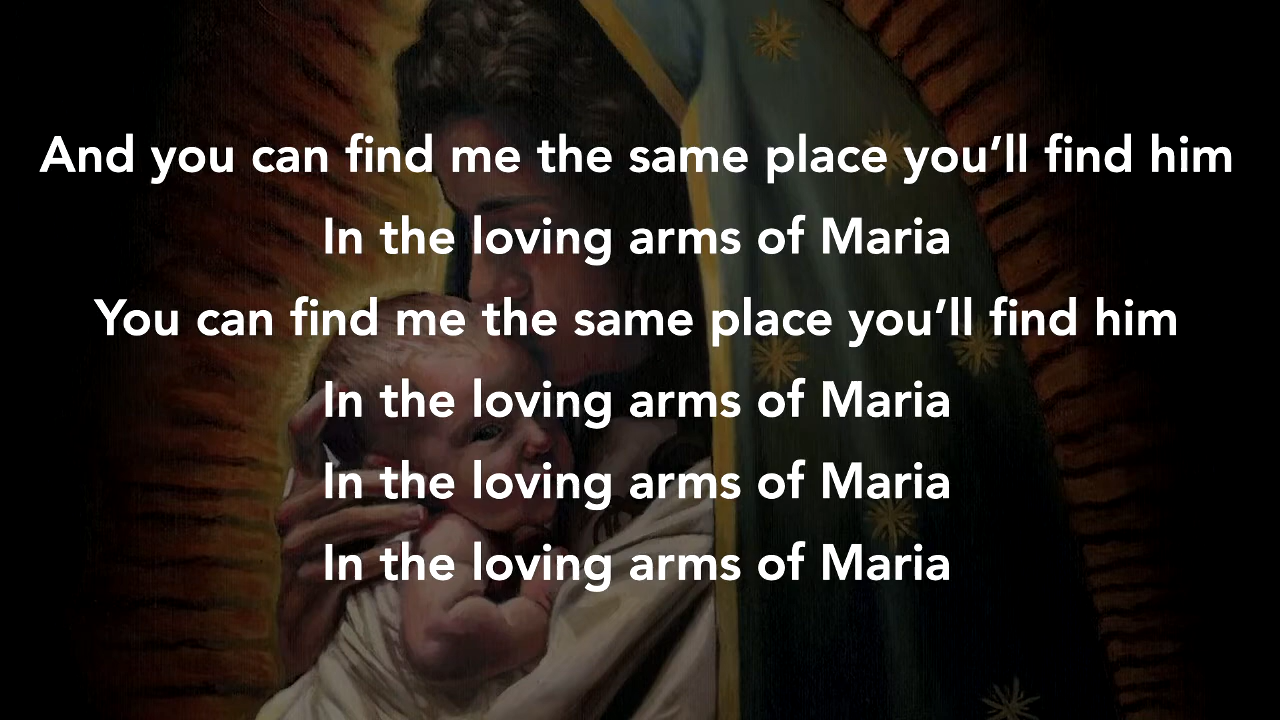 And you can find me the same place you’ll find him
In the loving arms of Maria
You can find me the same place you’ll find him
In the loving arms of Maria
In the loving arms of Maria
In the loving arms of Maria